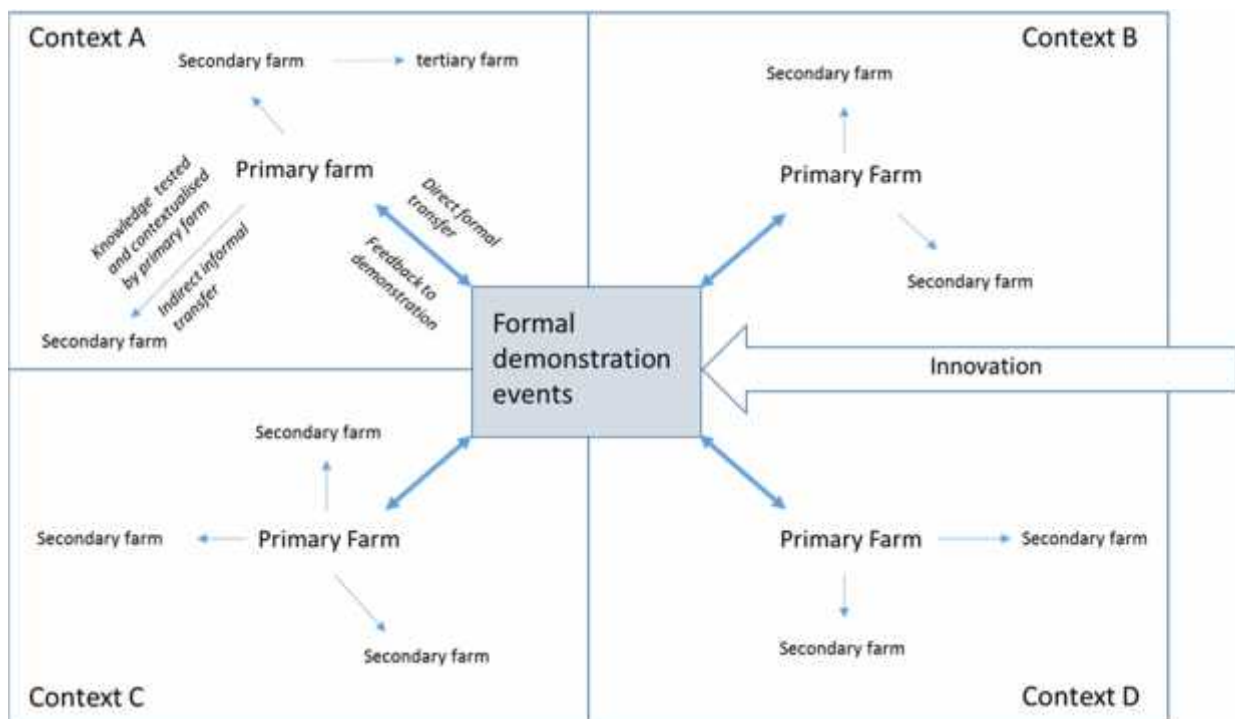 Context A
Secondary farm
tertiary farm
Primary farm
Knowledge tested
and contextualised
by primary farm
Indirect informal
transfer
Direct formal
transfer
Feedback to
demonstration
Secondary farm
Context B
Secondary farm
Primary Farm
Secondary farm
Formal
demonstration
events
Innovation
Secondary farm
Secondary farm
Primary Farm
Secondary farm
Context C
Primary Farm
Secondary farm
Secondary farm
Context D